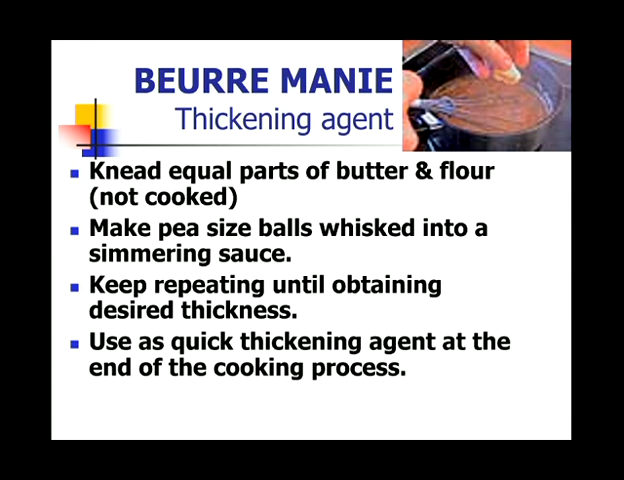 BEURRE MANIE
Thickening agent
Knead equal parts of butter & flour
(not cooked)
Make pea size balls whisked into a
simmering sauce.
Keep repeating until obtaining
desired thickness.
Use as quick thickening agent at the
end of the cooking process.